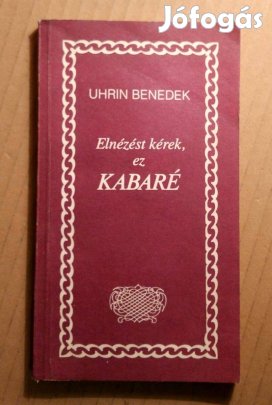 Jófogás
UHRIN BENEDEK
Elnézést kérek,
ez
KABARÉ